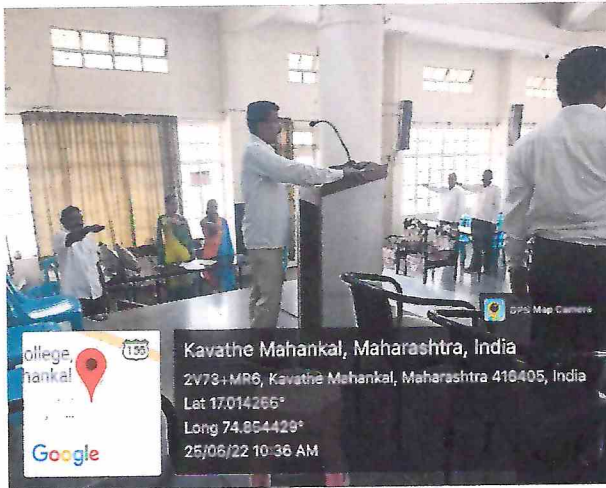 GPS Map Camera
ollege,
hankal
155
Google
Kavathe Mahankal, Maharashtra, India
2V73+MR6, Kavathe Mahankal, Maharashtra 416405, India
Lat 17.014266°
Long 74.854429°
25/06/22 10:36 AM